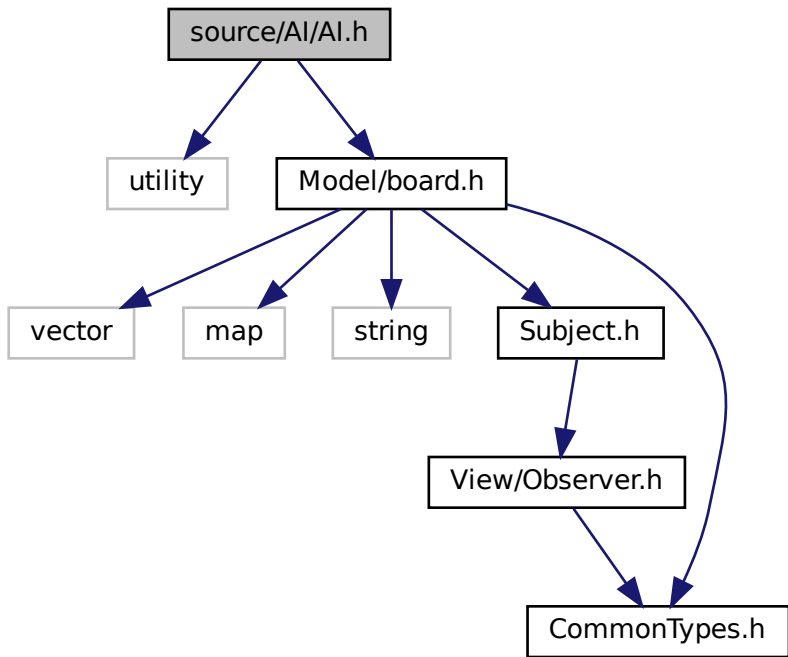 source/AI/AI.h
utility
Model/board.h
vector
map
string
Subject.h
View/Observer.h
CommonTypes.h